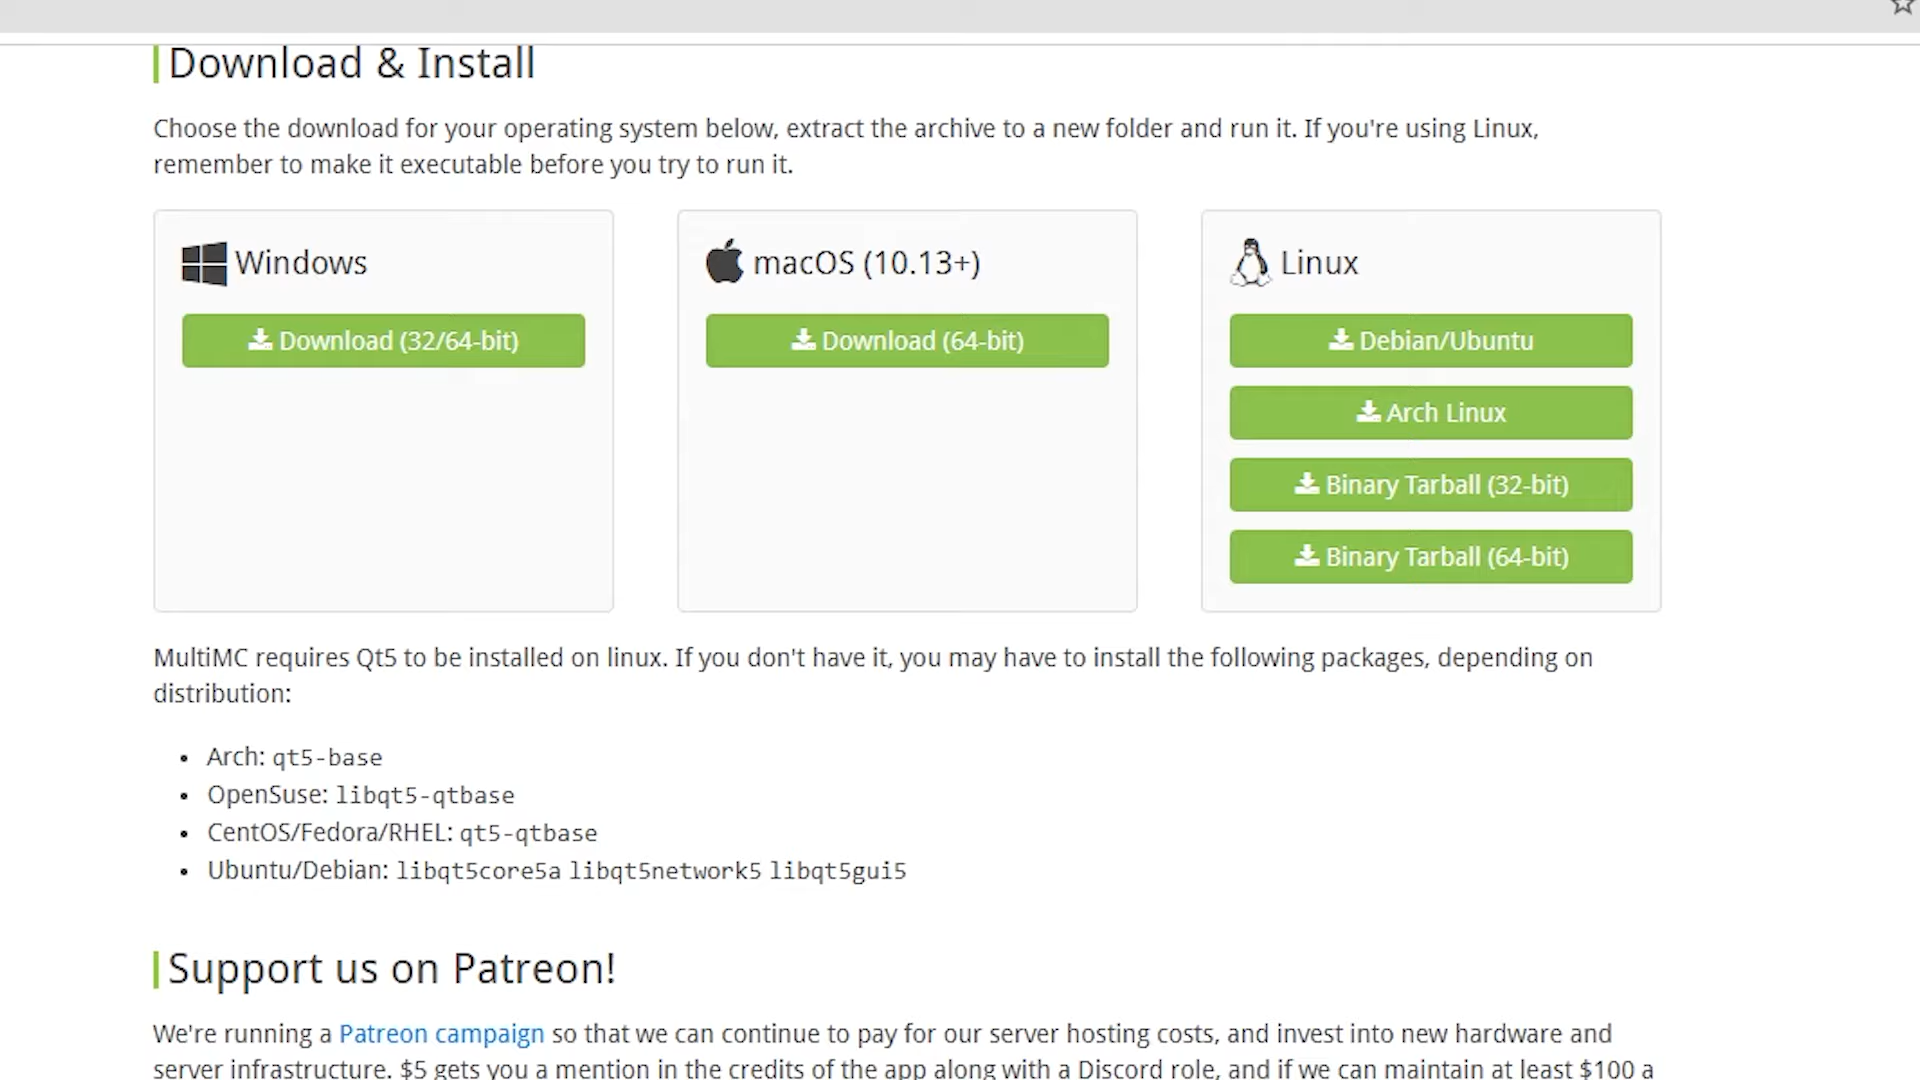 Download & Install
Choose the download for your operating system below, extract the archive to a new folder and run it. If you're using Linux,
remember to make it executable before you try to run it.
Windows
Download (32/64-bit)
macOS (10.13+)
Download (64-bit)
Linux
Debian/Ubuntu
Arch Linux
Binary Tarball (32-bit)
Binary Tarball (64-bit)
MultiMC requires Qt5 to be installed on linux. If you don't have it, you may have to install the following packages, depending on
distribution:
• Arch: qt5-base
• OpenSuse: libqt5-qtbase
• CentOS/Fedora/RHEL: qt5-qtbase
• Ubuntu/Debian: libqt5core5a libqt5network5 libqt5gui5
Support us on Patreon!
We're running a Patreon campaign so that we can continue to pay for our server hosting costs, and invest into new hardware and
server infrastructure. $5 gets you a mention in the credits of the app along with a Discord role, and if we can maintain at least $100 a